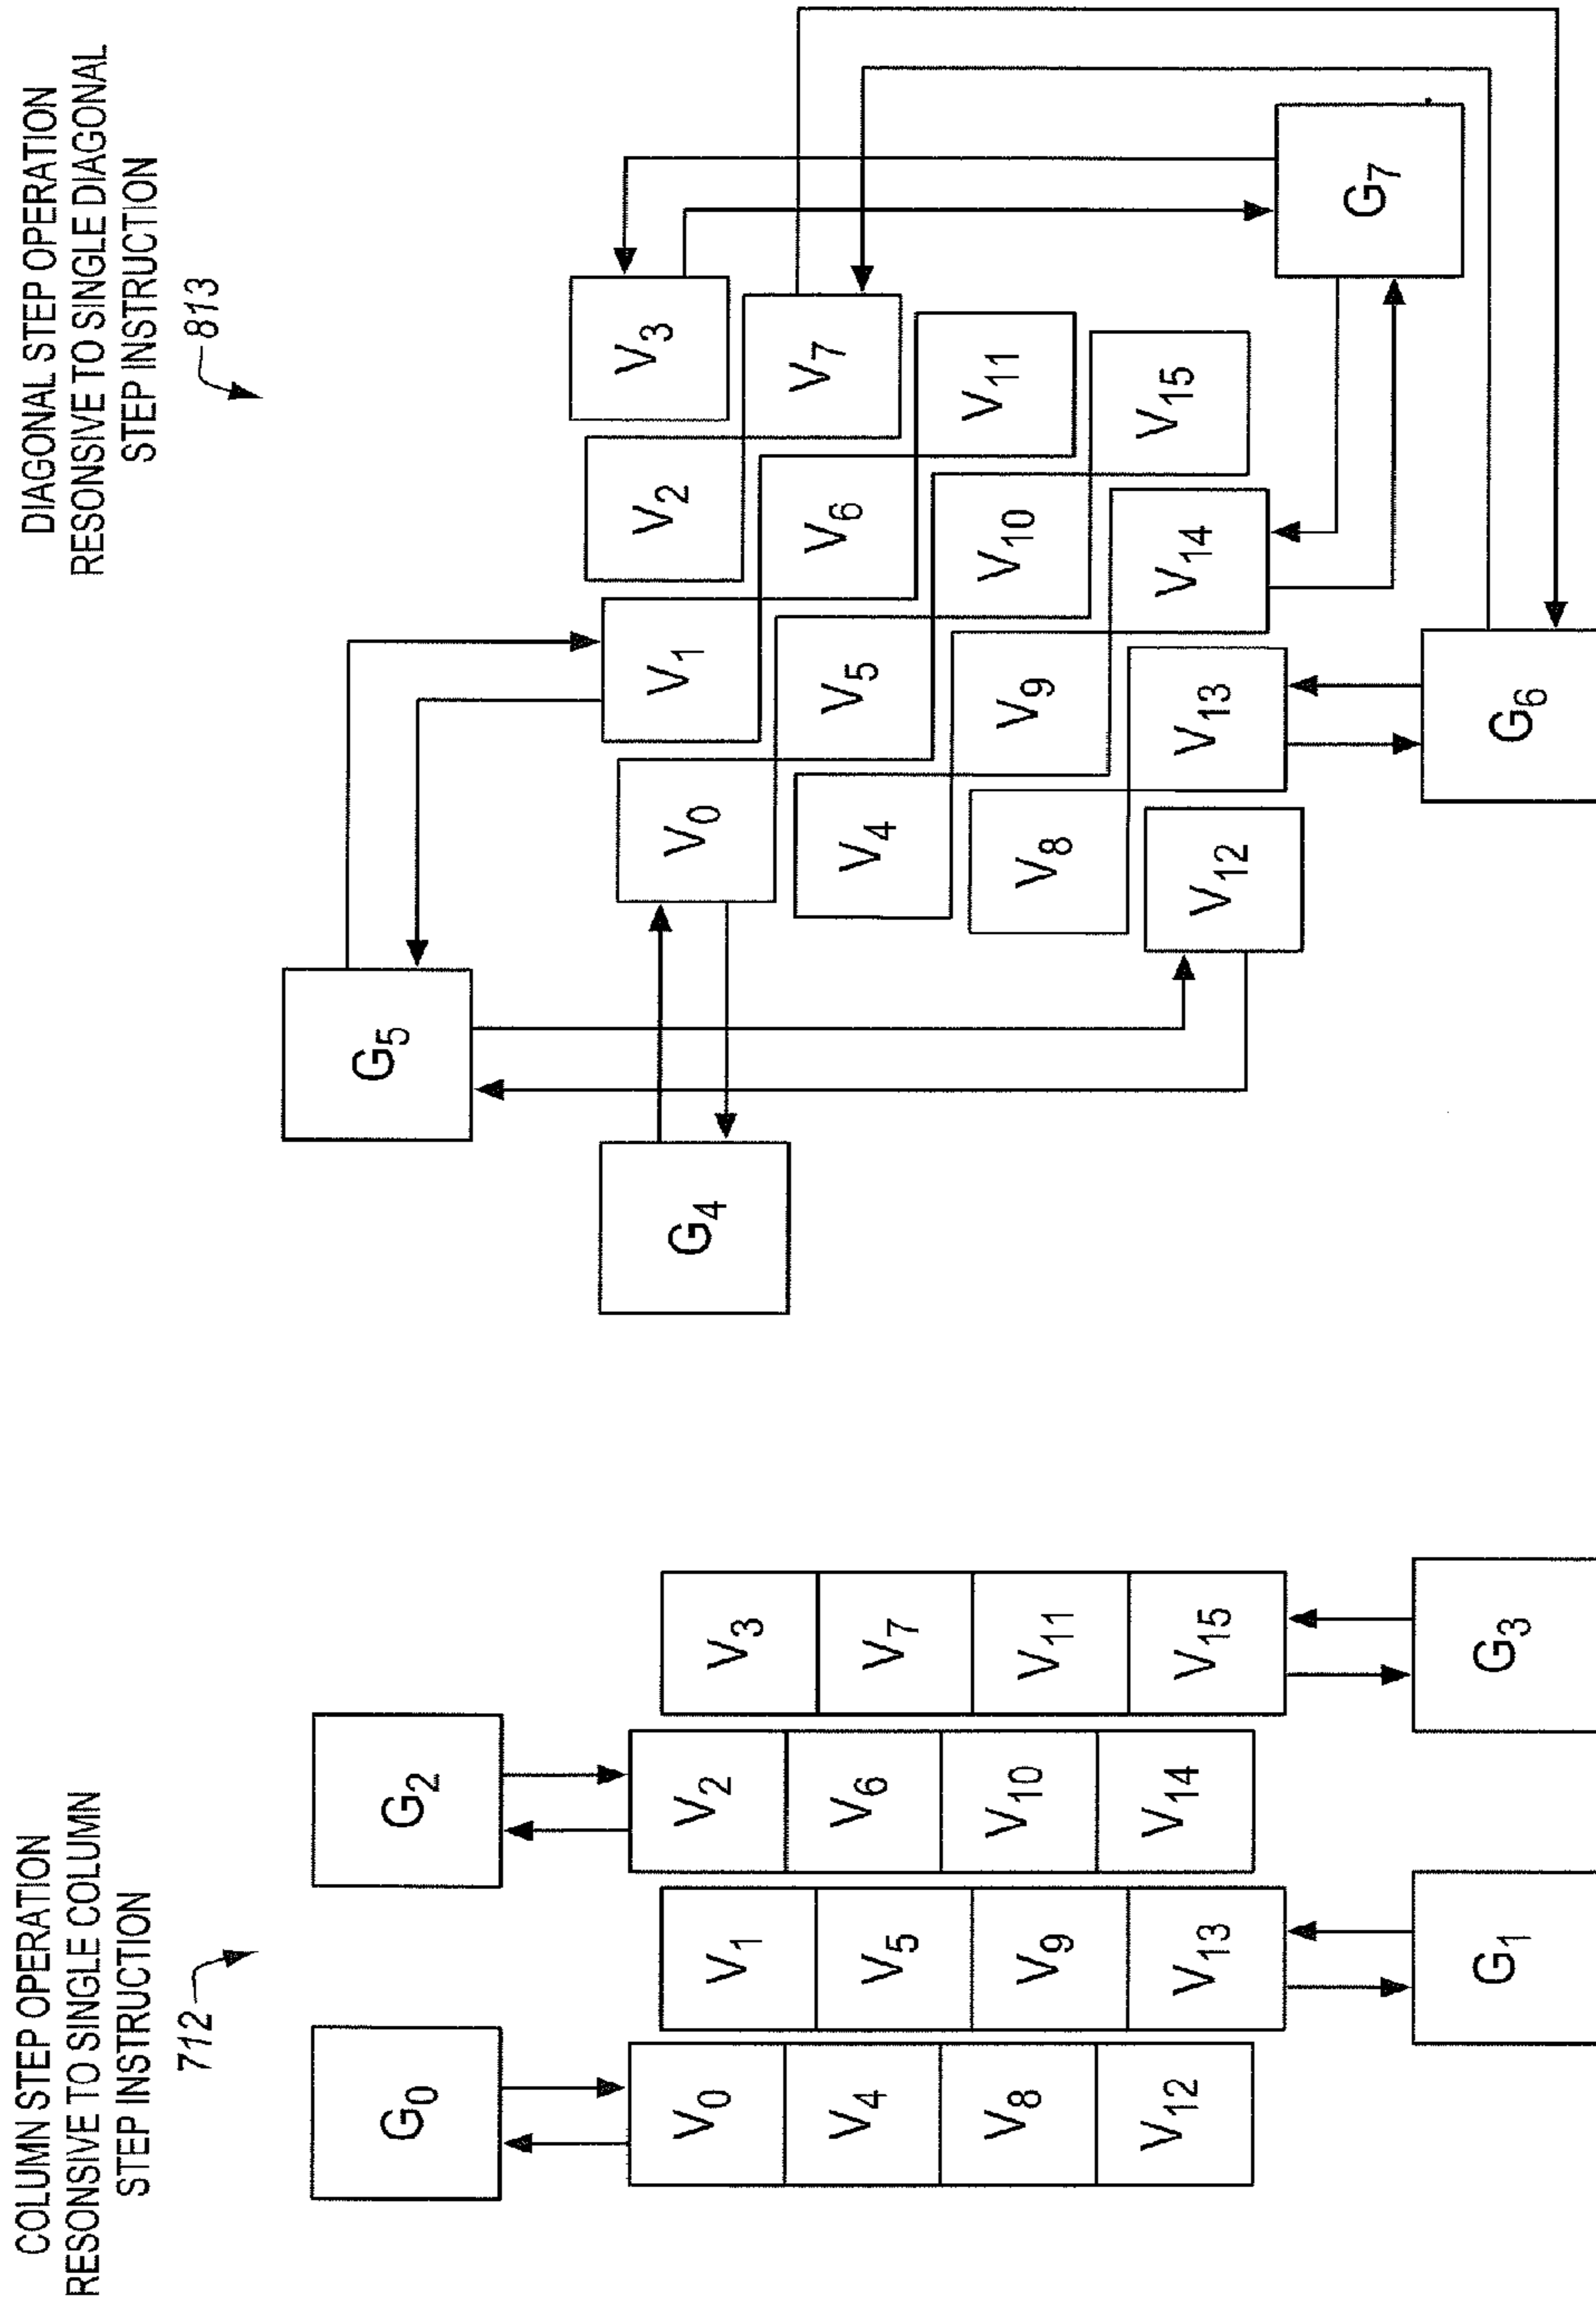 COLUMN STEP OPERATION
RESONSIVE TO SINGLE COLUMN
STEP INSTRUCTION
712
G0
G2
V0
V1
V2
V3
V4
V5
V6
V7
V8
V9
V10
V11
V12
V13
V14
V15
G1
G3
DIAGONAL STEP OPERATION
RESONSIVE TO SINGLE DIAGONAL
STEP INSTRUCTION
813
G5
G4
V0
V1
V2
V3
V4
V5
V6
V7
V8
V9
V10
V11
V12
V13
V14
V15
G7
G6